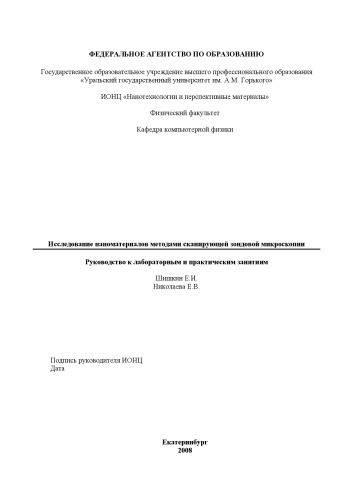 ФЕДЕРАЛЬНОЕ АГЕНТСТВО ПО ОБРАЗОВАНИЮ
Государственное образовательное учреждение высшего профессионального образования
«Уральский государственный университет им. А.М. Горького»
ИОНЦ «Нанотехнологии и перспективные материалы»
Физический факультет
Кафедра компьютерной физики
Исследование наноматериалов методами сканирующей зондовой микроскопии
Руководство к лабораторным и практическим занятиям
Шишкин Е.И.
Николаева Е.В.
Подпись руководителя ИОНЦ
Дата
Екатеринбург
2008